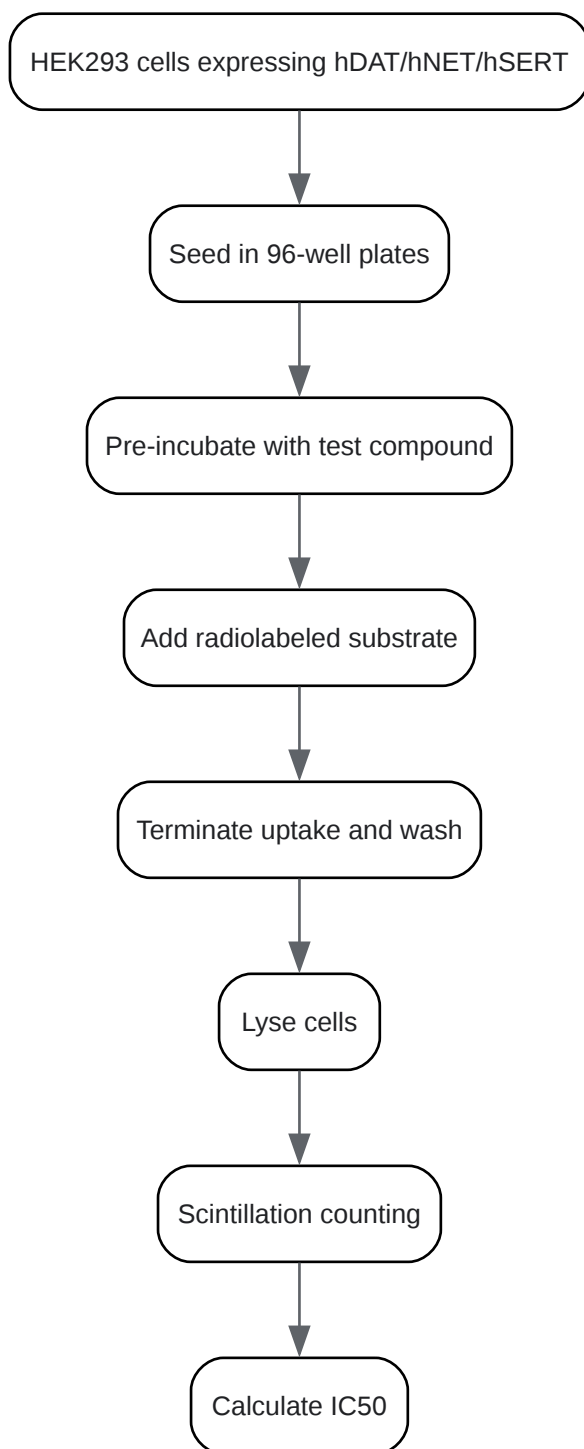 HEK293 cells expressing hDAT/hNET/hSERT
Seed in 96-well plates
Pre-incubate with test compound
Add radiolabeled substrate
Terminate uptake and wash
Lyse cells
Scintillation counting
Calculate IC50